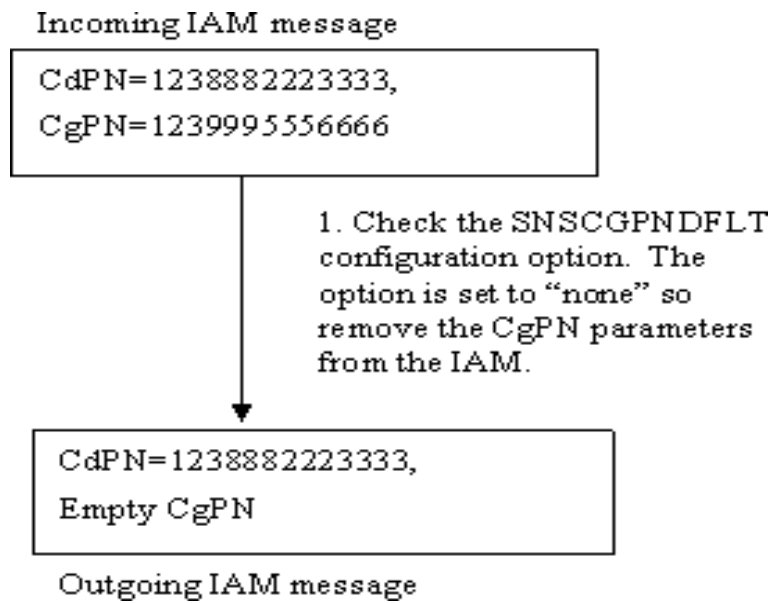 Incoming IAM message
CdPN=1238882223333,
CgPN=1239995556666
1. Check the SNSCGPNDFLT
configuration option.  The
option is set to “none” so
remove the CgPN parameters
from the IAM.
CdPN=1238882223333,
Empty CgPN
Outgoing IAM message